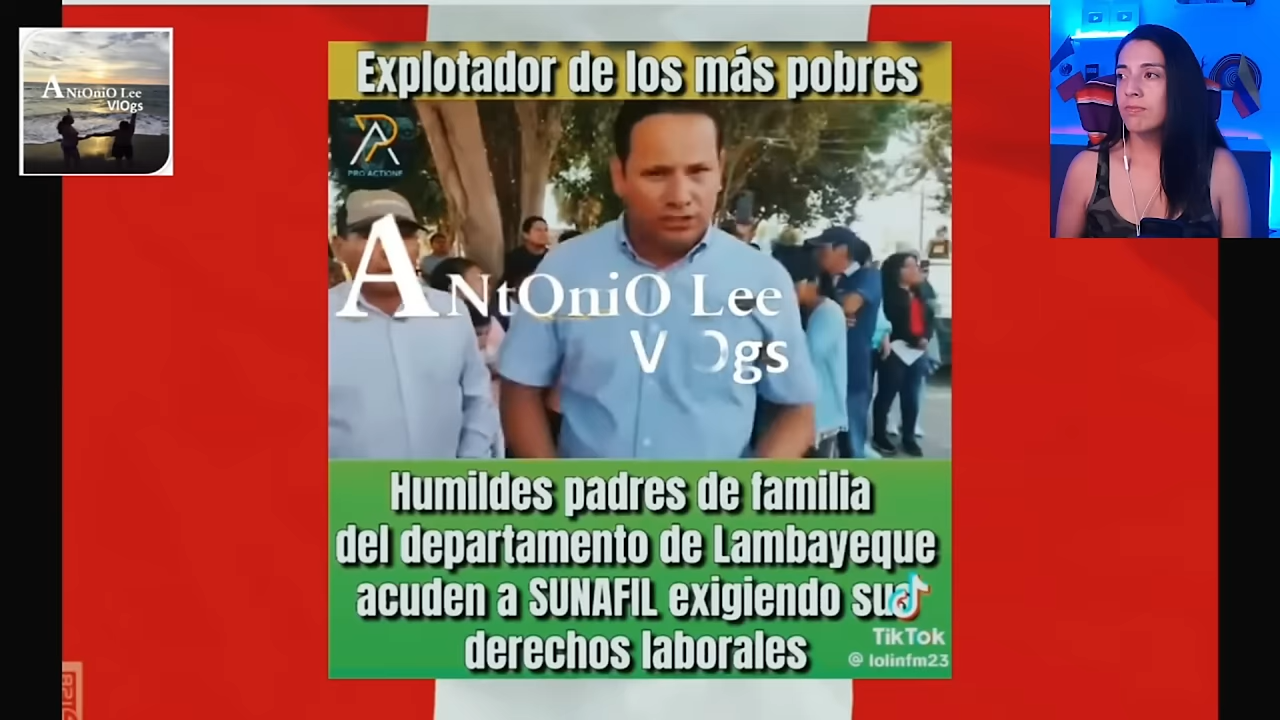 ANtOniO Lee
VlOgs
Explotador de los más pobres
PRO ACTIONE
ANtOniO Lee
V Ogs
Humildes padres de familia
del departamento de Lambayeque
acuden a SUNAFIL exigiendo sus
derechos laborales
TikTok
@ lolinfm23